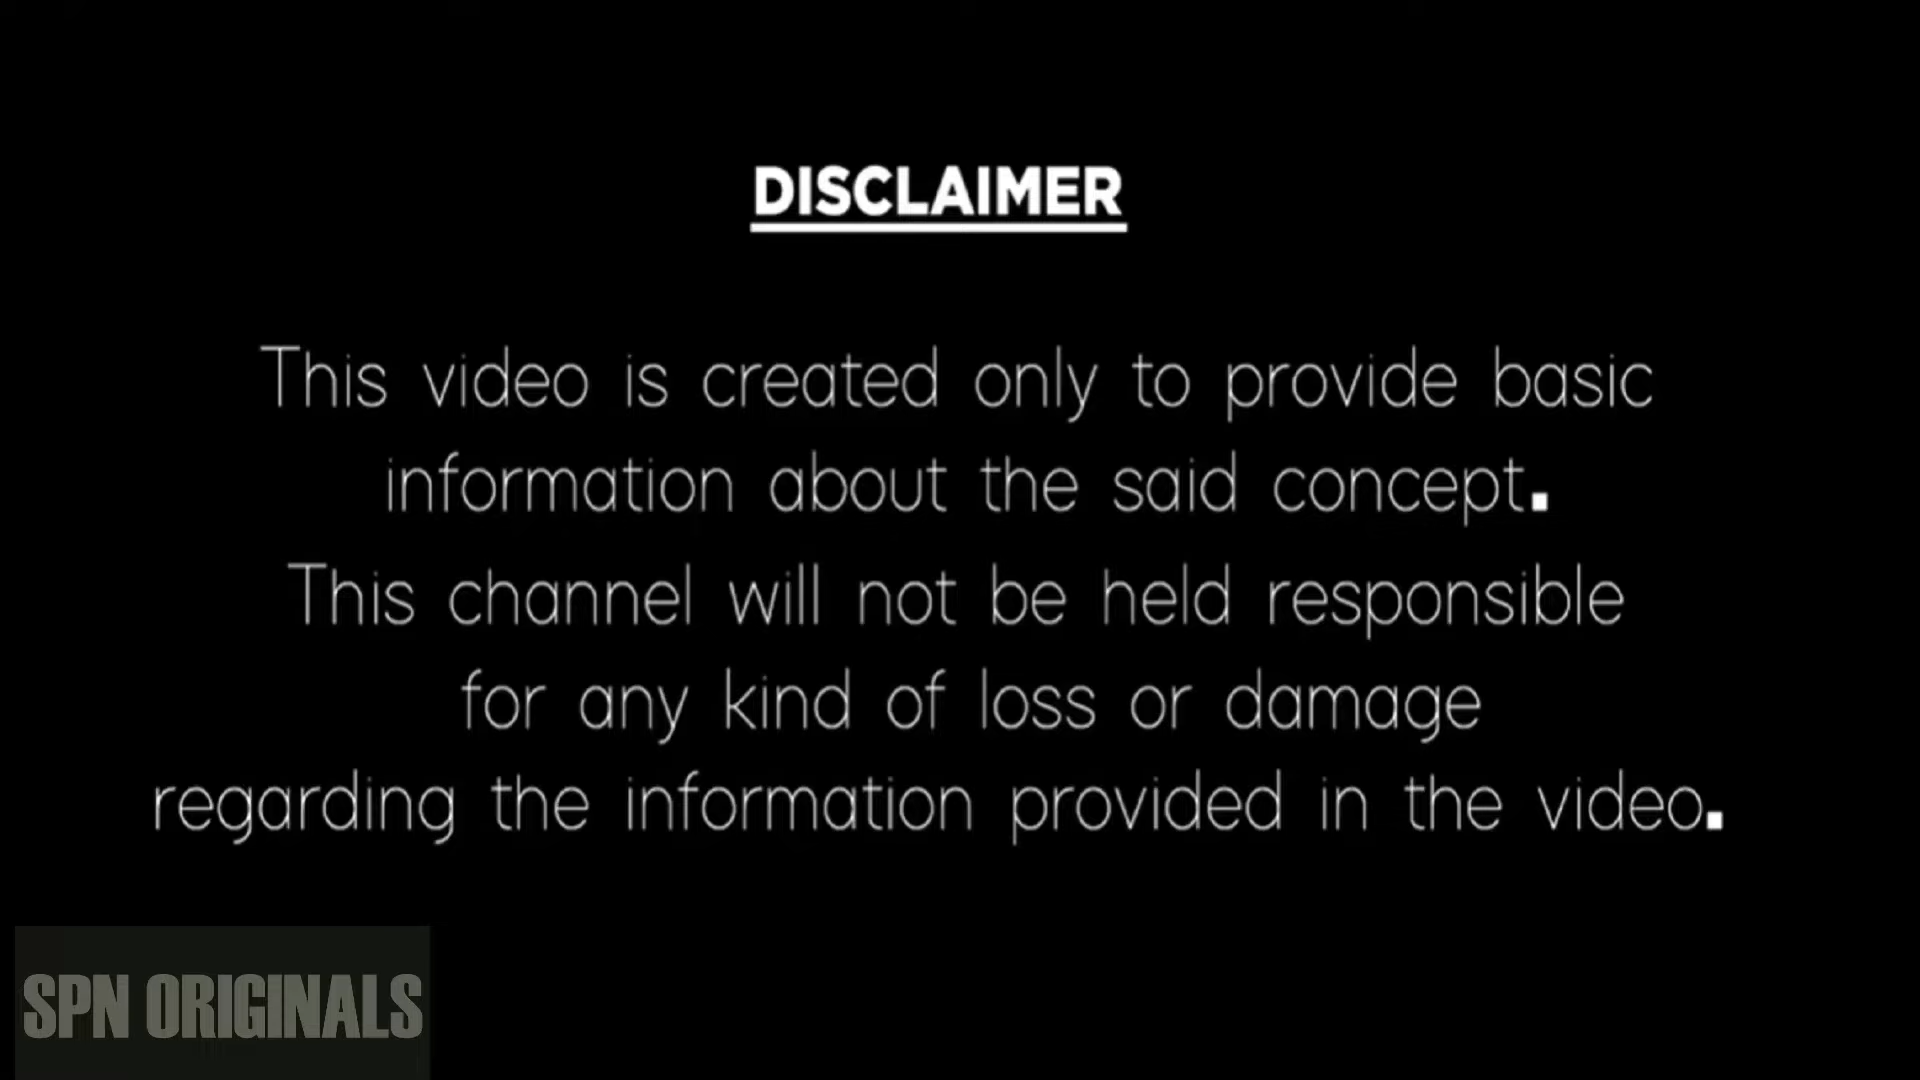 DISCLAIMER
This video is created only to provide basic
information about the said concept.
This channel will not be held responsible
for any kind of loss or damage
regarding the information provided in the video.
SPN ORIGINALS